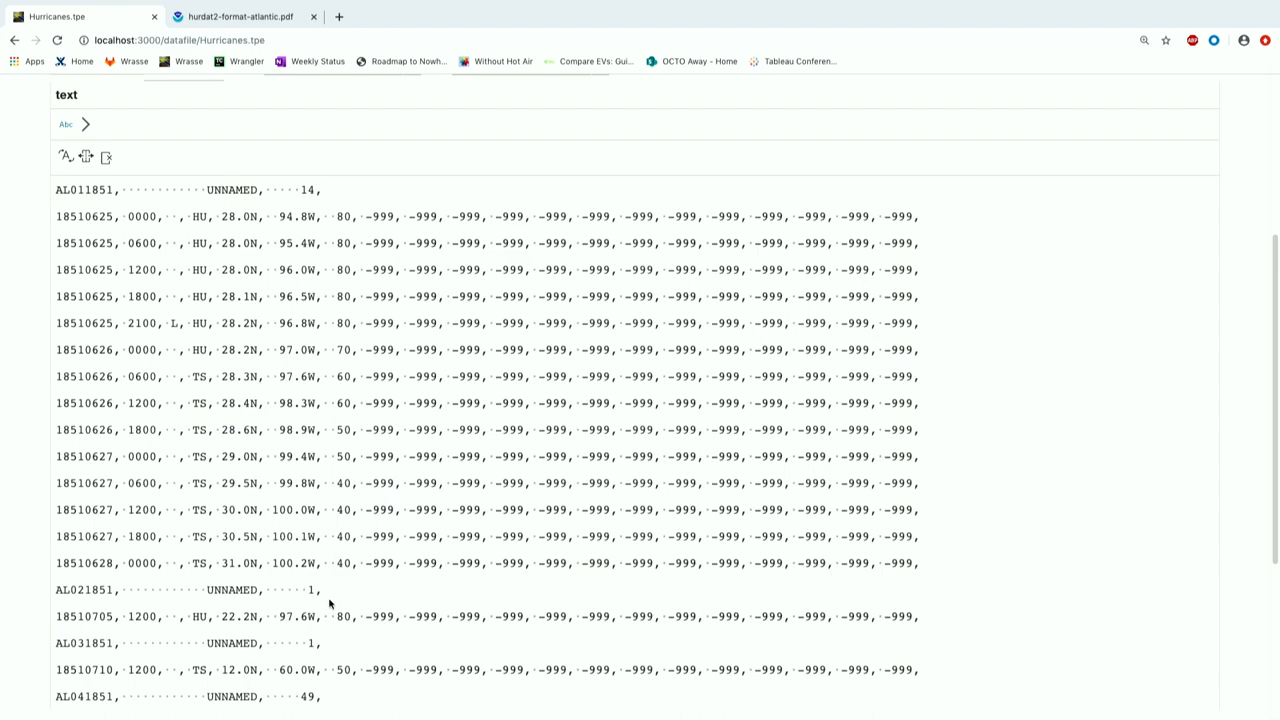 Hurricanes.tpe
hurdat2-format-atlantic.pdf
localhost:3000/datafile/Hurricanes.tpe
Apps Home Wrasse Wrasse Wrangler Weekly Status Roadmap to Nowh... Without Hot Air Compare EVs: Gui... OCTO Away - Home Tableau Conferen...
text
Abc
AL011851,············UNNAMED,·····14,
18510625,·0000,··,·HU,·28.0N,··94.8W,··80,·-999,·-999,·-999,·-999,·-999,·-999,·-999,·-999,·-999,·-999,·-999,·-999,·-999,
18510625,·0600,··,·HU,·28.0N,··95.4W,··80,·-999,·-999,·-999,·-999,·-999,·-999,·-999,·-999,·-999,·-999,·-999,·-999,·-999,
18510625,·1200,··,·HU,·28.0N,··96.0W,··80,·-999,·-999,·-999,·-999,·-999,·-999,·-999,·-999,·-999,·-999,·-999,·-999,·-999,
18510625,·1800,··,·HU,·28.1N,··96.5W,··80,·-999,·-999,·-999,·-999,·-999,·-999,·-999,·-999,·-999,·-999,·-999,·-999,·-999,
18510625,·2100,·L,·HU,·28.2N,··96.8W,··80,·-999,·-999,·-999,·-999,·-999,·-999,·-999,·-999,·-999,·-999,·-999,·-999,·-999,
18510626,·0000,··,·HU,·28.2N,··97.0W,··70,·-999,·-999,·-999,·-999,·-999,·-999,·-999,·-999,·-999,·-999,·-999,·-999,·-999,
18510626,·0600,··,·TS,·28.3N,··97.6W,··60,·-999,·-999,·-999,·-999,·-999,·-999,·-999,·-999,·-999,·-999,·-999,·-999,·-999,
18510626,·1200,··,·TS,·28.4N,··98.3W,··60,·-999,·-999,·-999,·-999,·-999,·-999,·-999,·-999,·-999,·-999,·-999,·-999,·-999,
18510626,·1800,··,·TS,·28.6N,··98.9W,··50,·-999,·-999,·-999,·-999,·-999,·-999,·-999,·-999,·-999,·-999,·-999,·-999,·-999,
18510627,·0000,··,·TS,·29.0N,··99.4W,··50,·-999,·-999,·-999,·-999,·-999,·-999,·-999,·-999,·-999,·-999,·-999,·-999,·-999,
18510627,·0600,··,·TS,·29.5N,··99.8W,··40,·-999,·-999,·-999,·-999,·-999,·-999,·-999,·-999,·-999,·-999,·-999,·-999,·-999,
18510627,·1200,··,·TS,·30.0N,·100.0W,··40,·-999,·-999,·-999,·-999,·-999,·-999,·-999,·-999,·-999,·-999,·-999,·-999,·-999,
18510627,·1800,··,·TS,·30.5N,·100.1W,··40,·-999,·-999,·-999,·-999,·-999,·-999,·-999,·-999,·-999,·-999,·-999,·-999,·-999,
18510628,·0000,··,·TS,·31.0N,·100.2W,··40,·-999,·-999,·-999,·-999,·-999,·-999,·-999,·-999,·-999,·-999,·-999,·-999,·-999,
AL021851,············UNNAMED,······1,
18510705,·1200,··,·HU,·22.2N,··97.6W,··80,·-999,·-999,·-999,·-999,·-999,·-999,·-999,·-999,·-999,·-999,·-999,·-999,·-999,
AL031851,············UNNAMED,······1,
18510710,·1200,··,·TS,·12.0N,··60.0W,··50,·-999,·-999,·-999,·-999,·-999,·-999,·-999,·-999,·-999,·-999,·-999,·-999,·-999,
AL041851,············UNNAMED,·····49,